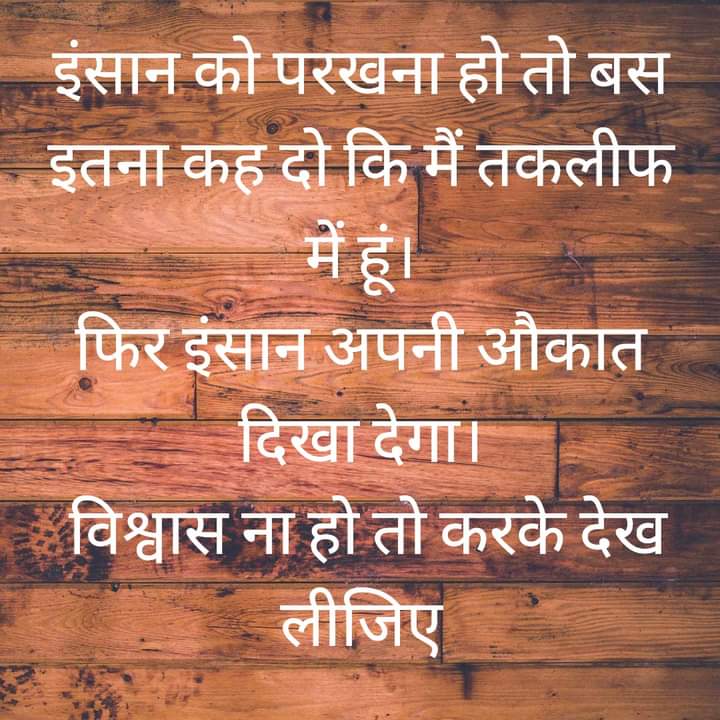 इंसान को परखना हो तो बस
इतना कह दो कि मैं तकलीफ
में हूं।
फिर इंसान अपनी औकात
दिखा देगा।
विश्वास ना हो तो करके देख
लीजिए